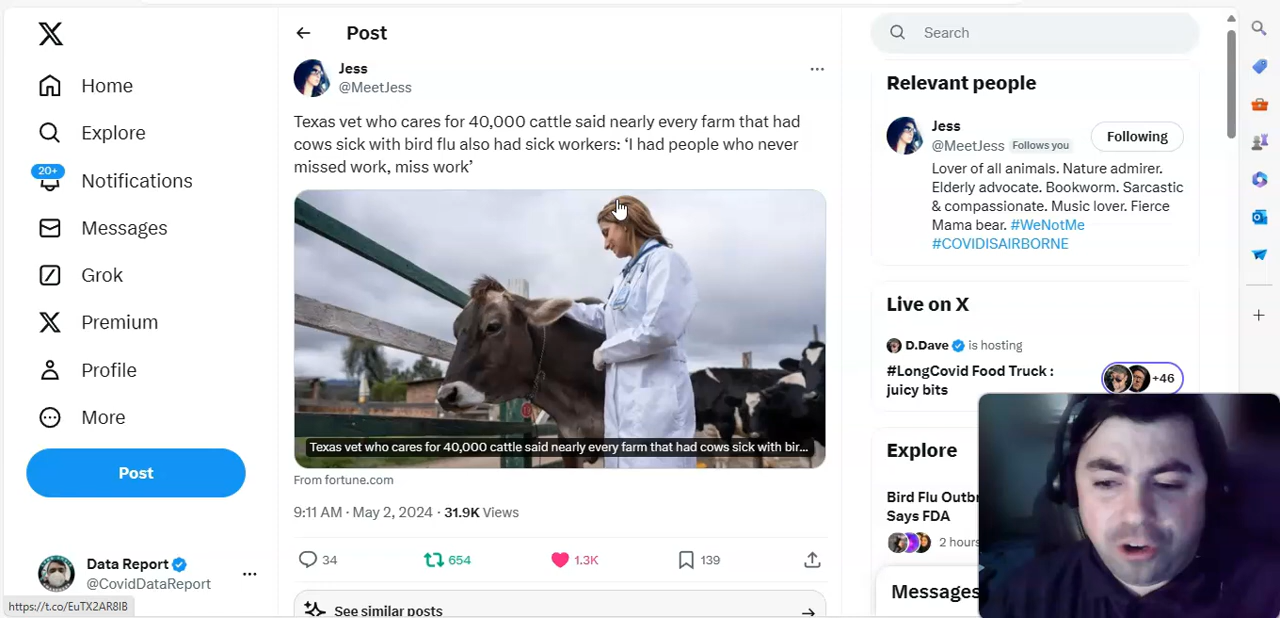 Home
Explore
20+
Notifications
Messages
Grok
Premium
Profile
More
Post
Data Report
@CovidDataReport
https://t.co/EuTX2AR8IB
Post
Jess
@MeetJess
Texas vet who cares for 40,000 cattle said nearly every farm that had
cows sick with bird flu also had sick workers: ‘I had people who never
missed work, miss work’
Texas vet who cares for 40,000 cattle said nearly every farm that had cows sick with bir...
From fortune.com
9:11 AM · May 2, 2024 · 31.9K Views
34
654
1.3K
139
See similar posts
Search
Relevant people
Jess
@MeetJess Follows you
Following
Lover of all animals. Nature admirer.
Elderly advocate. Bookworm. Sarcastic
& compassionate. Music lover. Fierce
Mama bear. #WeNotMe
#COVIDISAIRBORNE
Live on X
D.Dave is hosting
#LongCovid Food Truck :
juicy bits
+46
Explore
Bird Flu Outb
Says FDA
2 hours
Messages